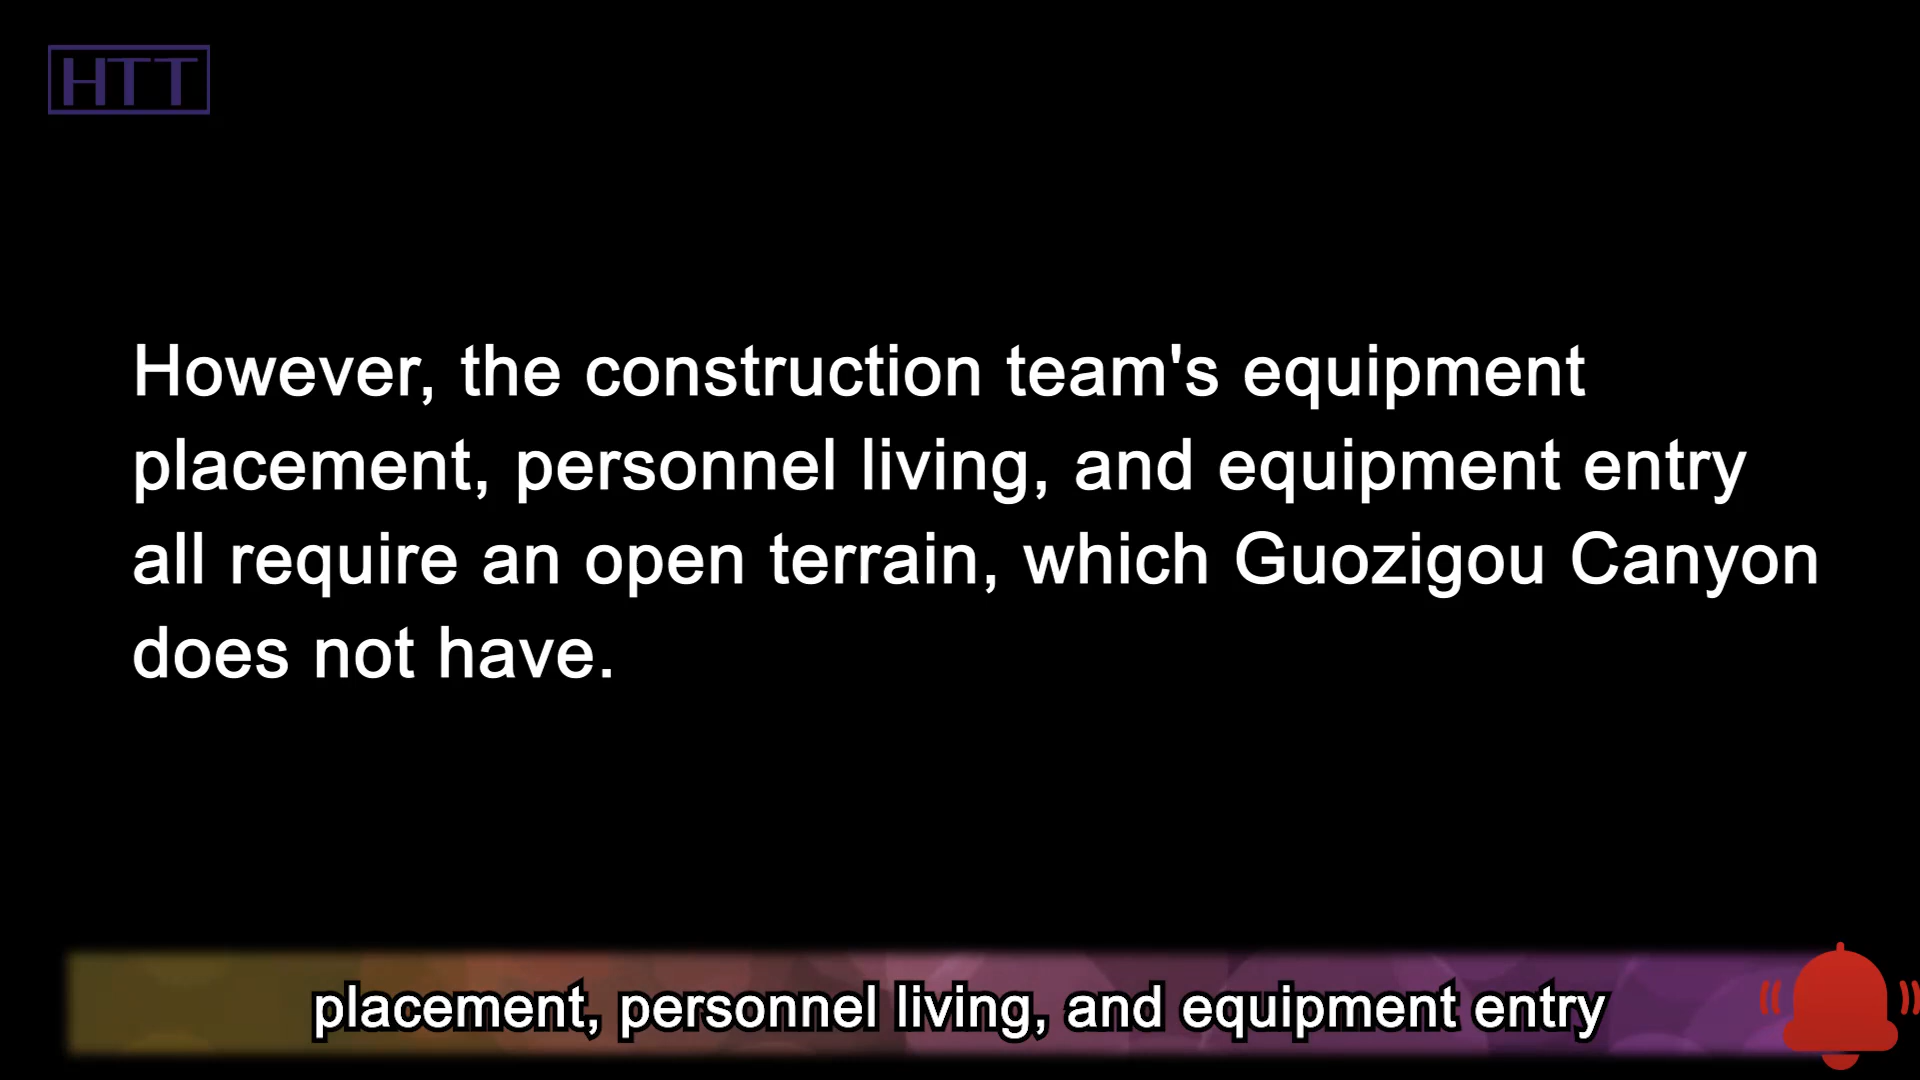 HTT
However, the construction team's equipment
placement, personnel living, and equipment entry
all require an open terrain, which Guozigou Canyon
does not have.
placement, personnel living, and equipment entry